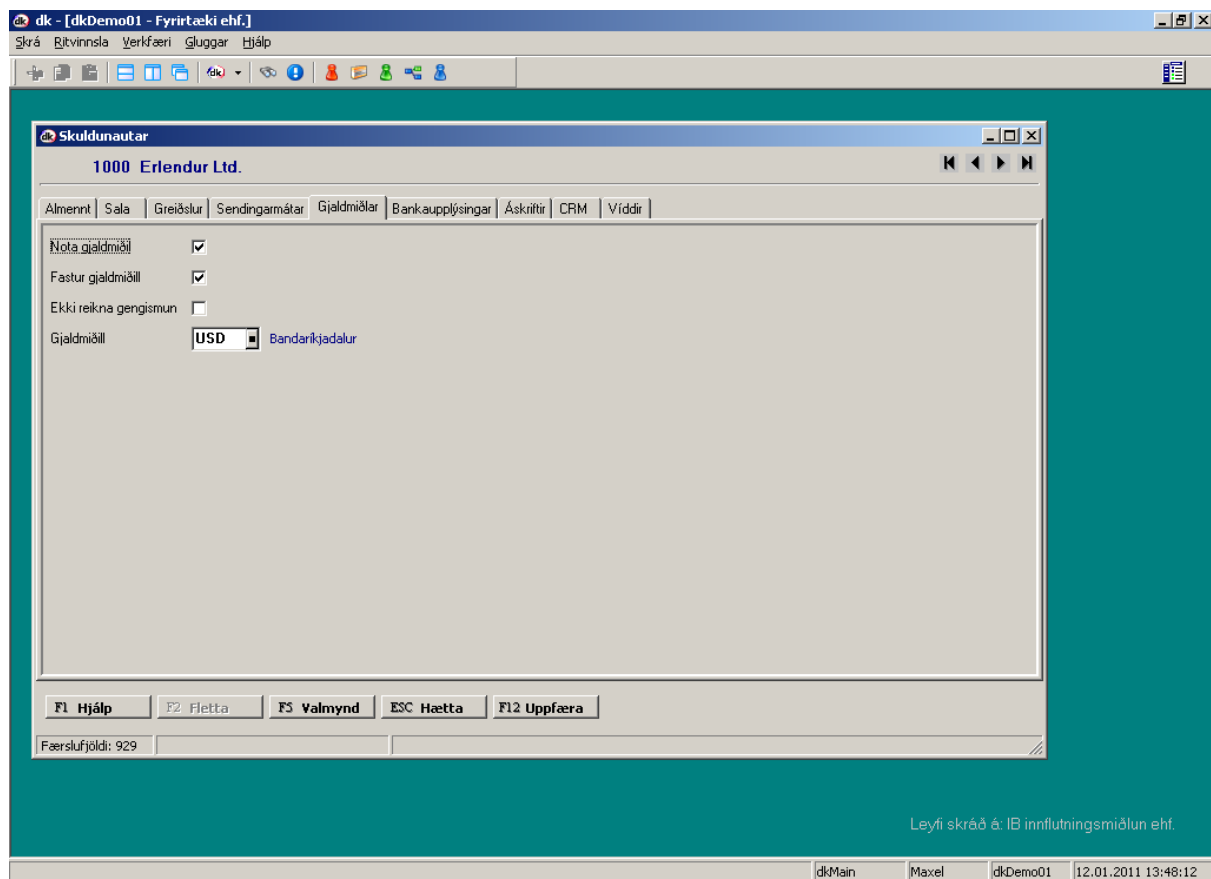 dk - [dkDemo01 - Fyrirtæki ehf.]
Skrá Ritvinnsla Verkfæri Gluggar Hjálp
dk
Skuldunautar
1000 Erlendur Ltd.
Almennt Sala Greiðslur Sendingarmátar Gjaldmiðlar Bankaupplýsingar Áskriftir CRM Víddir
Nota gjaldmiðil
Fastur gjaldmiðill
Ekki reikna gengismun
Gjaldmiðill USD Bandaríkjadalur
F1 Hjálp F2 Fletta F5 Valmynd ESC Hætta F12 Uppfæra
Færslufjöldi: 929
Leyfi skráð á: IB innflutningsmiðlun ehf.
dkMain Maxel dkDemo01 12.01.2011 13:48:12